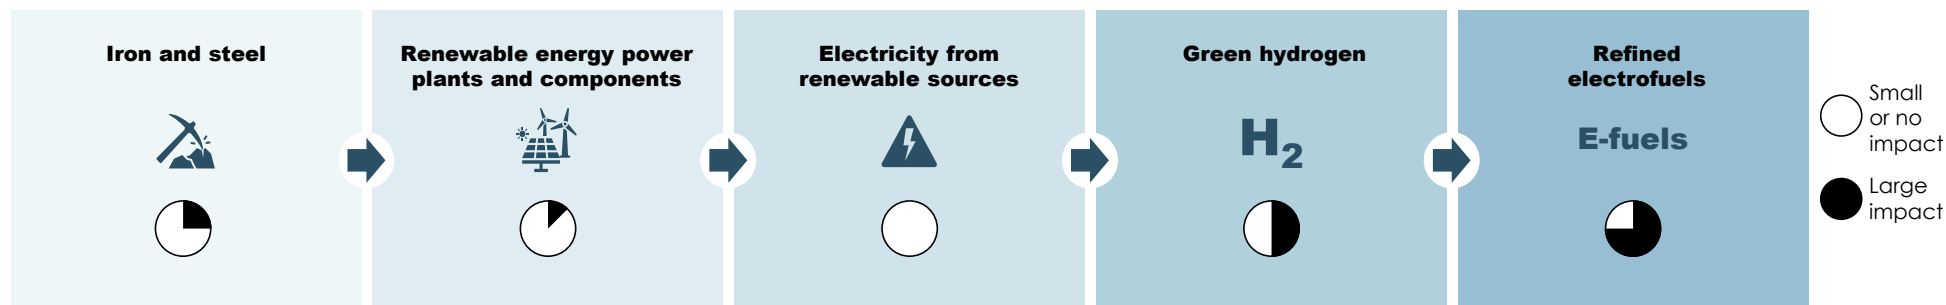 Iron and steel
Renewable energy power
plants and components
Electricity from
renewable sources
Green hydrogen
H2
Refined
electrofuels
E-fuels
Small
or no
impact
Large
impact